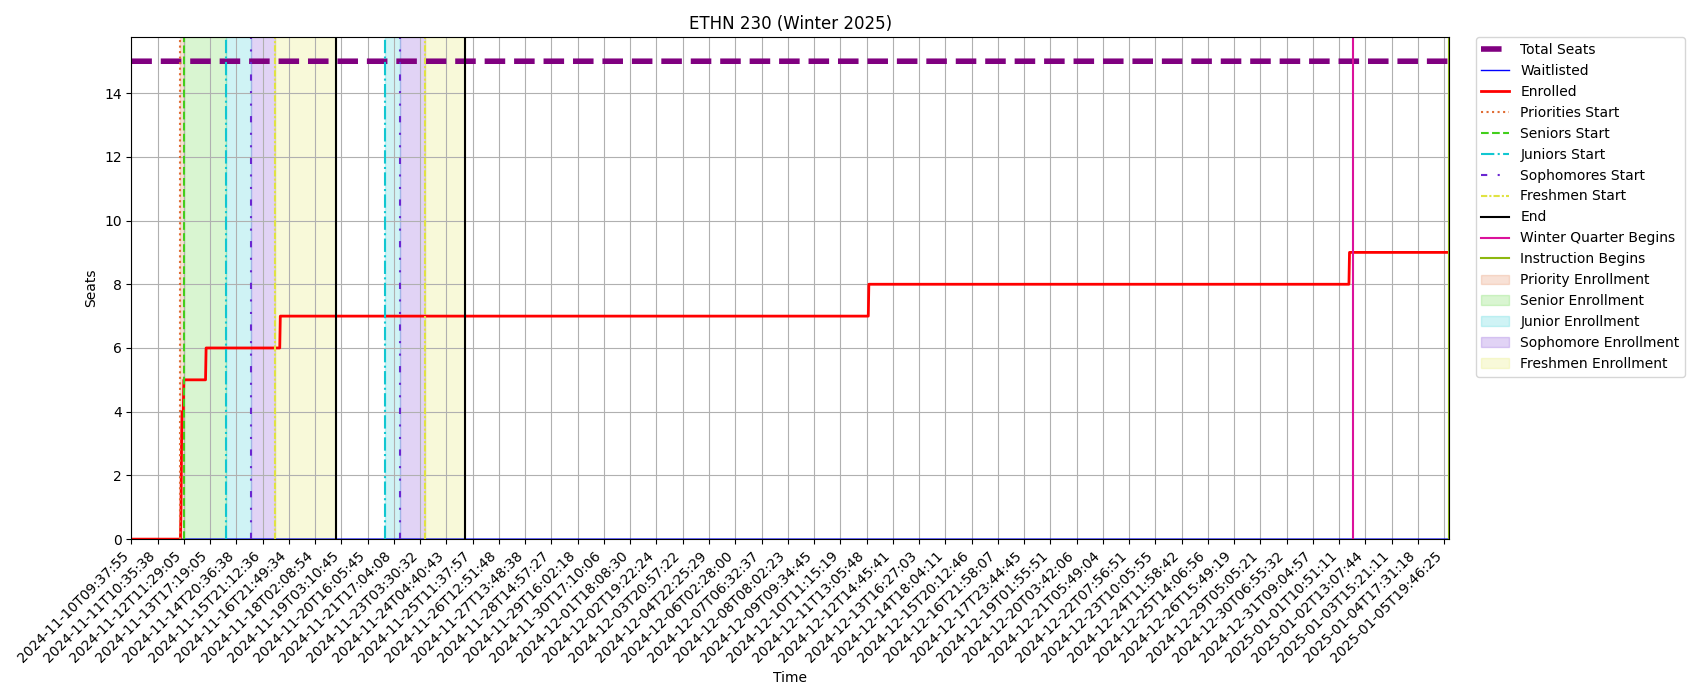 ETHN 230 (Winter 2025)
Seats
14
12
10
8
6
4
2
0
2024-11-10T09:37:55
2024-11-11T10:35:38
2024-11-12T11:29:05
2024-11-13T17:19:05
2024-11-14T20:36:38
2024-11-15T21:12:36
2024-11-16T21:49:34
2024-11-18T02:08:54
2024-11-19T03:10:45
2024-11-20T16:05:45
2024-11-21T17:04:08
2024-11-23T03:30:32
2024-11-24T04:40:43
2024-11-25T11:37:57
2024-11-26T12:51:48
2024-11-27T13:48:38
2024-11-28T14:57:27
2024-11-29T16:02:18
2024-11-30T17:10:06
2024-12-01T18:08:30
2024-12-02T19:22:24
2024-12-03T20:57:22
2024-12-04T22:25:29
2024-12-06T02:28:00
2024-12-07T06:32:37
2024-12-08T08:02:23
2024-12-09T09:34:45
2024-12-10T11:15:19
2024-12-11T13:05:48
2024-12-12T14:45:41
2024-12-13T16:27:03
2024-12-14T18:04:11
2024-12-15T20:12:46
2024-12-16T21:58:07
2024-12-17T23:44:45
2024-12-19T01:55:51
2024-12-20T03:42:06
2024-12-21T05:49:04
2024-12-22T07:56:51
2024-12-23T10:05:55
2024-12-24T11:58:42
2024-12-25T14:06:56
2024-12-26T15:49:19
2024-12-29T05:05:21
2024-12-30T06:55:32
2024-12-31T09:04:57
2025-01-01T10:51:11
2025-01-02T13:07:44
2025-01-03T15:21:11
2025-01-04T17:31:18
2025-01-05T19:46:25
Time
Total Seats
Waitlisted
Enrolled
Priorities Start
Seniors Start
Juniors Start
Sophomores Start
Freshmen Start
End
Winter Quarter Begins
Instruction Begins
Priority Enrollment
Senior Enrollment
Junior Enrollment
Sophomore Enrollment
Freshmen Enrollment